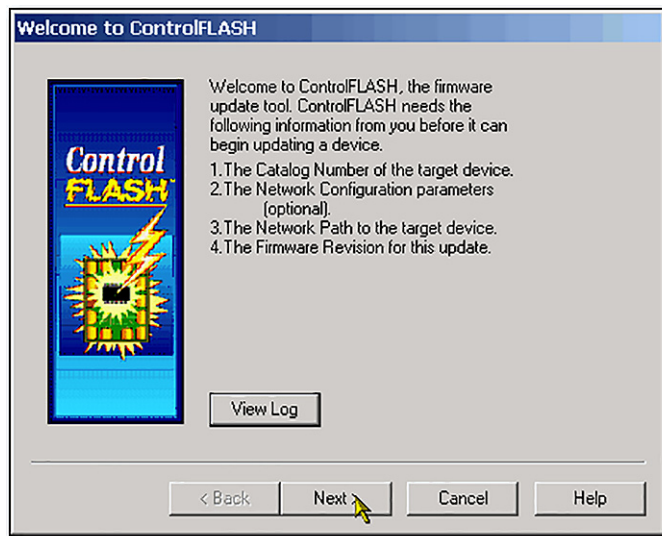 Welcome to ControlFLASH
Control
FLASH™
Welcome to ControlFLASH, the firmware
update tool. ControlFLASH needs the
following information from you before it can
begin updating a device.
1.The Catalog Number of the target device.
2.The Network Configuration parameters
(optional).
3.The Network Path to the target device.
4.The Firmware Revision for this update.
View Log
< Back
Next >
Cancel
Help